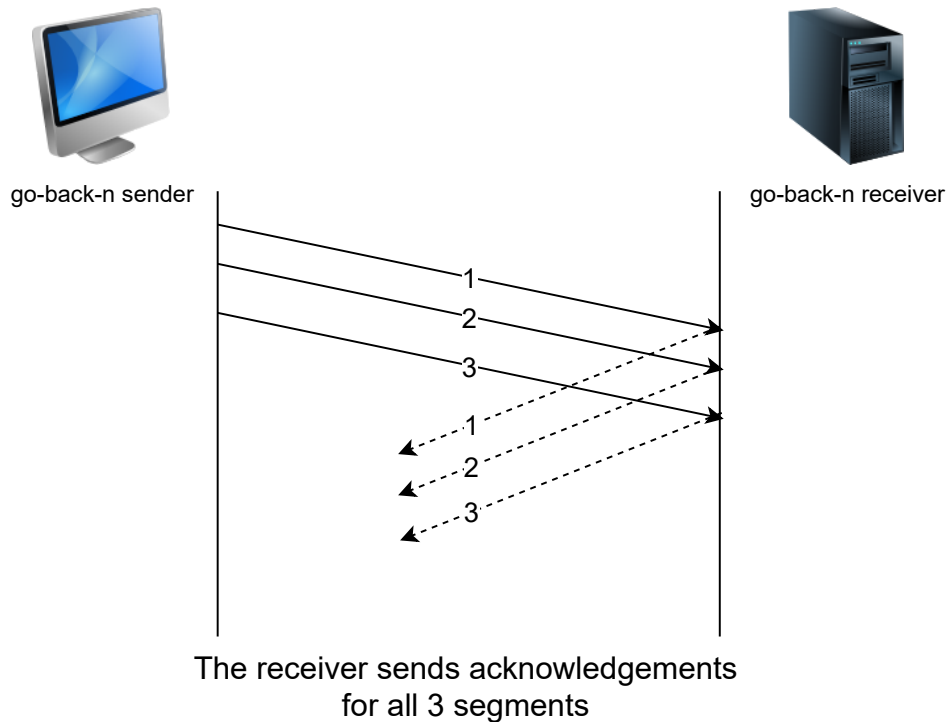 go-back-n sender
go-back-n receiver
1
2
3
1
2
3
The receiver sends acknowledgements
for all 3 segments